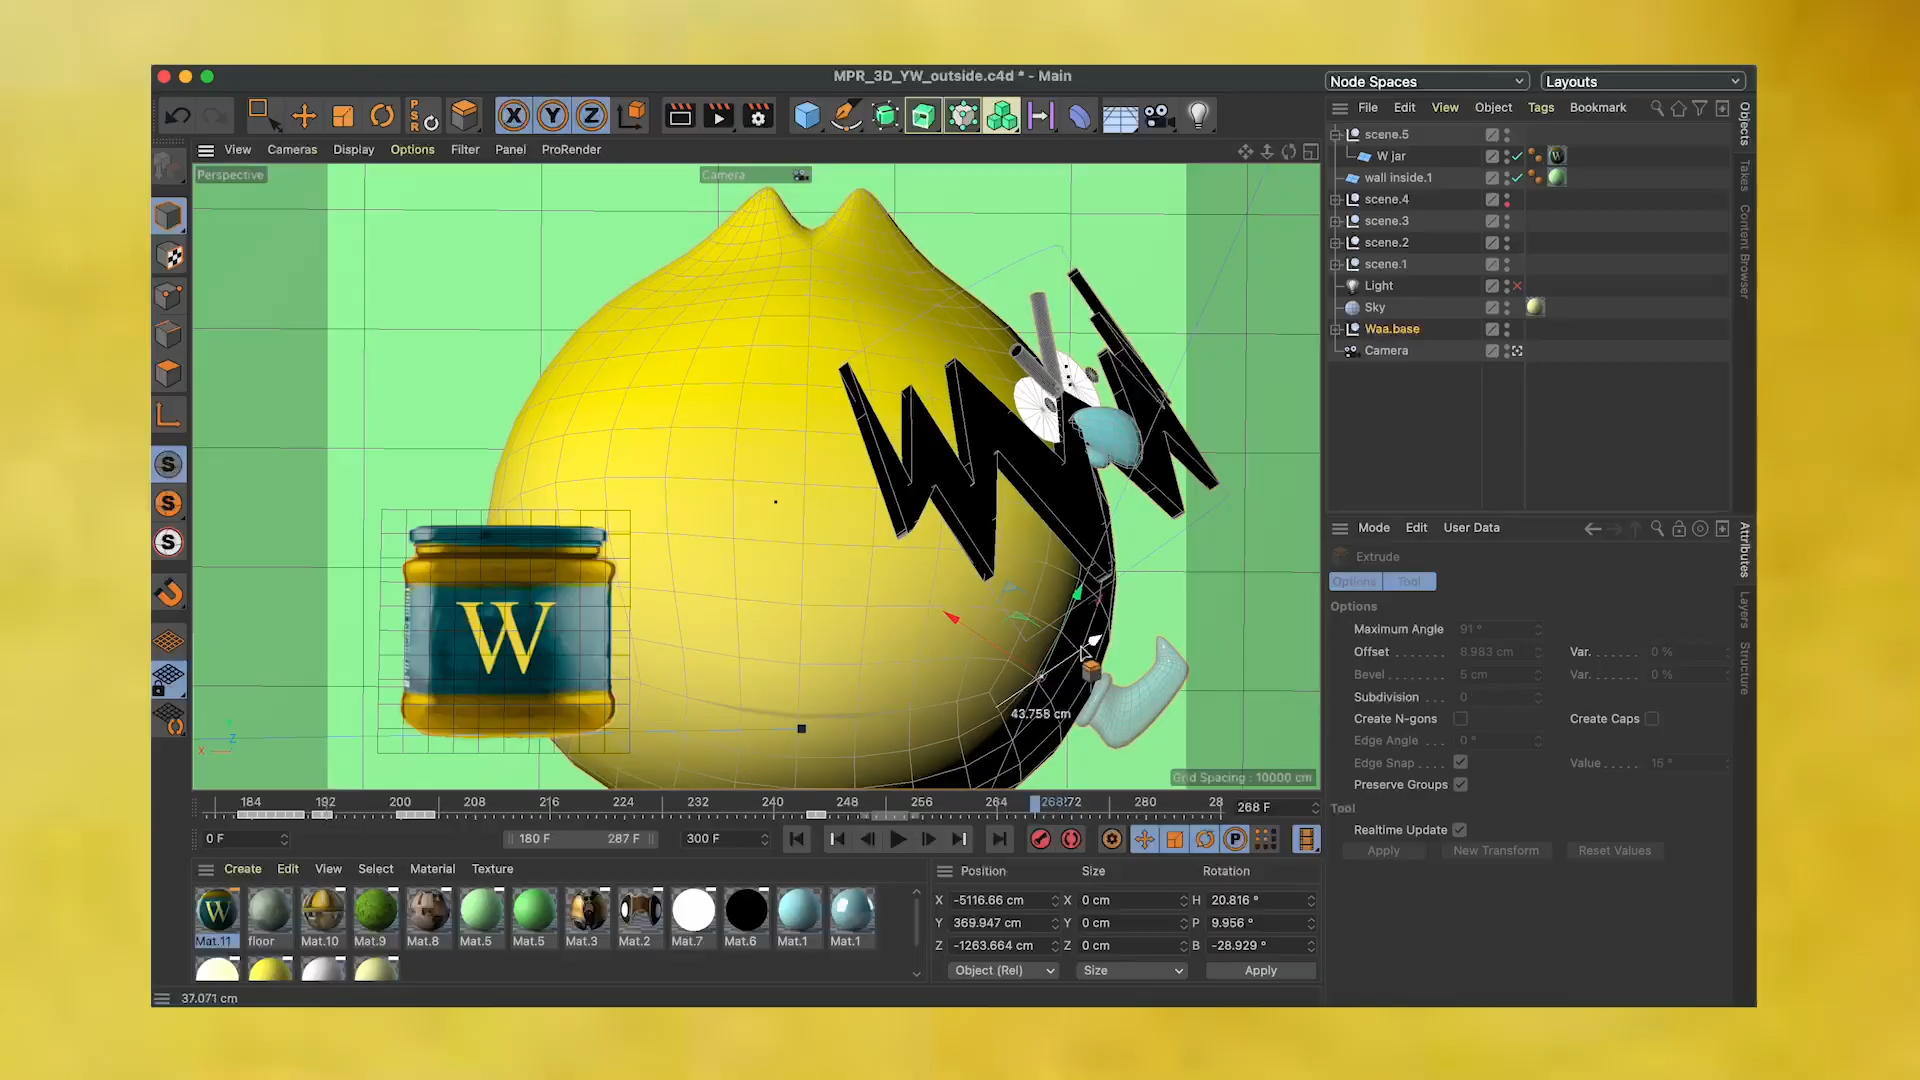 MPR_3D_YW_outside.c4d * - Main
Node Spaces
Layouts
PSR
X Y Z
File Edit View Object Tags Bookmark
View Cameras Display Options Filter Panel ProRender
Perspective
Camera
scene.5
W jar
wall inside.1
scene.4
scene.3
scene.2
scene.1
Light
Sky
Waa.base
Camera
Objects
Takes
Content Browser
W
43.758 cm
Grid Spacing : 10000 cm
Y
Z
X
S
S
S
Mode Edit User Data
Extrude
Options Tool
Options
Maximum Angle 91 °
Offset 8.983 cm Var. 0 %
Bevel 5 cm Var. 0 %
Subdivision 0
Create N-gons Create Caps
Edge Angle 0 °
Edge Snap Value 15 °
Preserve Groups
Tool
Realtime Update
Apply New Transform Reset Values
Attributes
Layers
Structure
184 192 200 208 216 224 232 240 248 256 264 268 72 280 28
268 F
0 F 180 F 287 F 300 F
P
Create Edit View Select Material Texture
Mat.11 floor Mat.10 Mat.9 Mat.8 Mat.5 Mat.5 Mat.3 Mat.2 Mat.7 Mat.6 Mat.1 Mat.1
Position Size Rotation
X -5116.66 cm X 0 cm H 20.816 °
Y 369.947 cm Y 0 cm P 9.956 °
Z -1263.664 cm Z 0 cm B -28.929 °
Object (Rel) Size Apply
37.071 cm